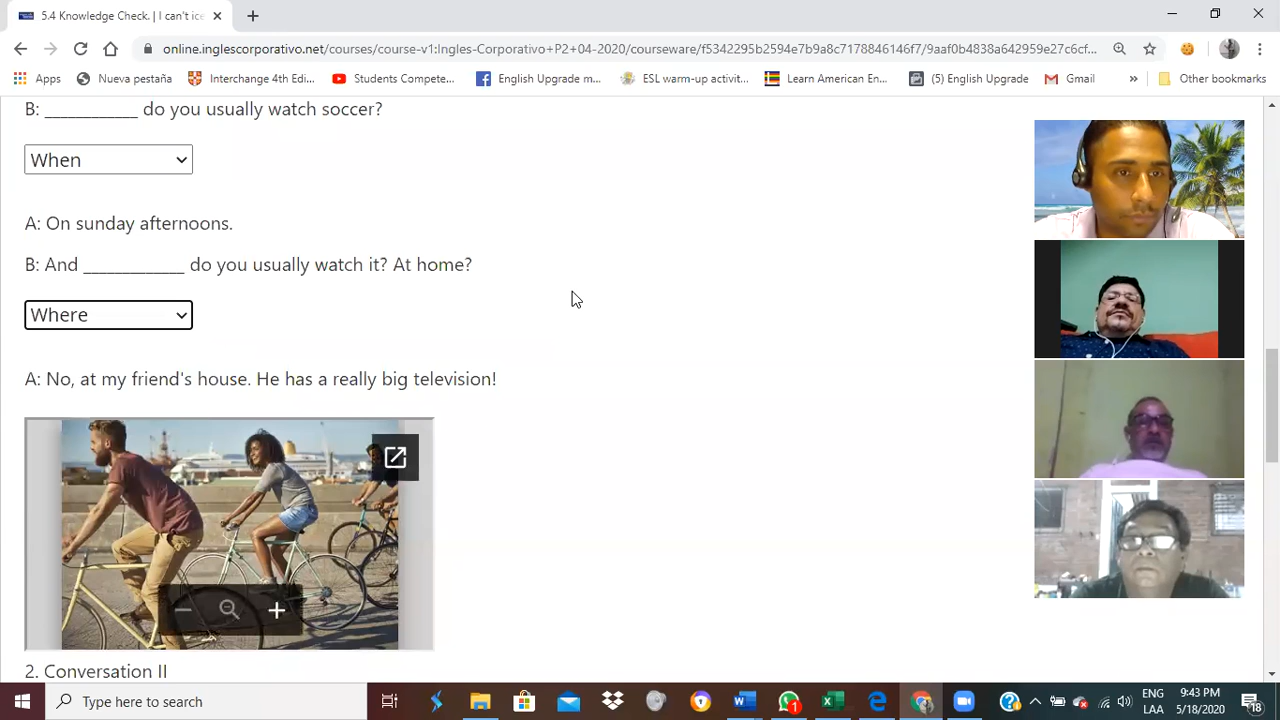 5.4 Knowledge Check. | I can't ice
online.inglescorporativo.net/courses/course-v1:Ingles-Corporativo+P2+04-2020/courseware/f5342295b2594e7b9a8c7178846146f7/9aaf0b4838a642959e27c6cf...
Apps Nueva pestaña Interchange 4th Edi... Students Compete... English Upgrade m... ESL warm-up activit... Learn American En... (5) English Upgrade Gmail » Other bookmarks
B: ____________ do you usually watch soccer?
When
A: On sunday afternoons.
B: And _____________ do you usually watch it? At home?
Where
A: No, at my friend's house. He has a really big television!
2. Conversation II
Type here to search
1
ENG
9:43 PM
LAA
5/18/2020
18